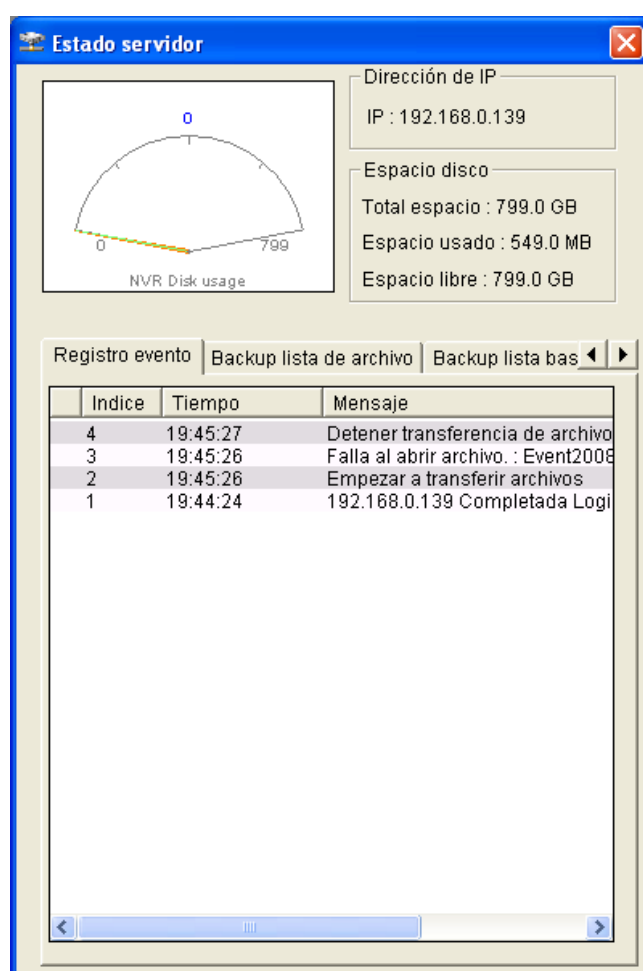 Estado servidor
Dirección de IP
IP : 192.168.0.139
0
0
799
NVR Disk usage
Espacio disco
Total espacio : 799.0 GB
Espacio usado : 549.0 MB
Espacio libre : 799.0 GB
Registro evento Backup lista de archivo Backup lista bas
Indice Tiempo Mensaje
4 19:45:27 Detener transferencia de archivo
3 19:45:26 Falla al abrir archivo. : Event2008
2 19:45:26 Empezar a transferir archivos
1 19:44:24 192.168.0.139 Completada Logi